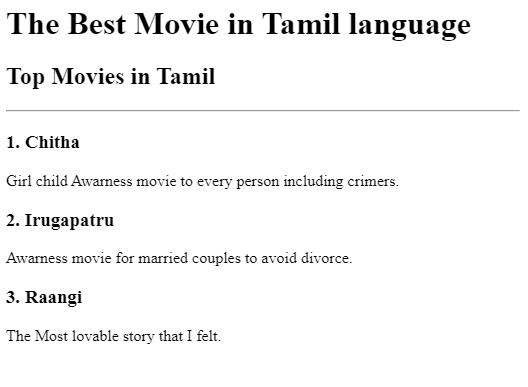 The Best Movie in Tamil language
Top Movies in Tamil
1. Chitha
Girl child Awarness movie to every person including crimers.
2. Irugapatru
Awarness movie for married couples to avoid divorce.
3. Raangi
The Most lovable story that I felt.